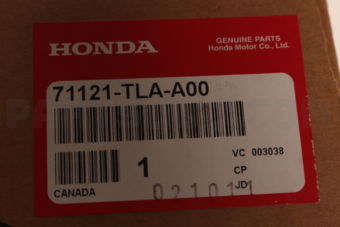 HONDA
GENUINE PARTS
Honda Motor Co., Ltd.
71121-TLA-A00
1
VC 003038
CP
JD1
CANADA
021011